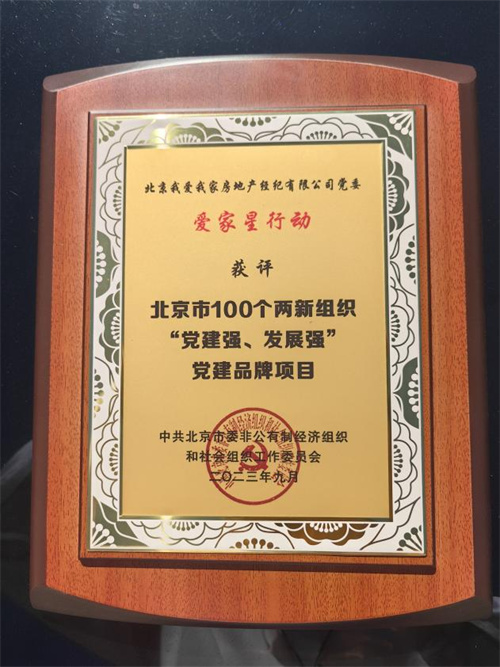 北京我爱我家房地产经纪有限公司党委
爱家星行动
获评
北京市100个两新组织
“党建强、发展强”
党建品牌项目
中共北京市委非公有制经济组织
和社会组织工作委员会
二〇二三年九月